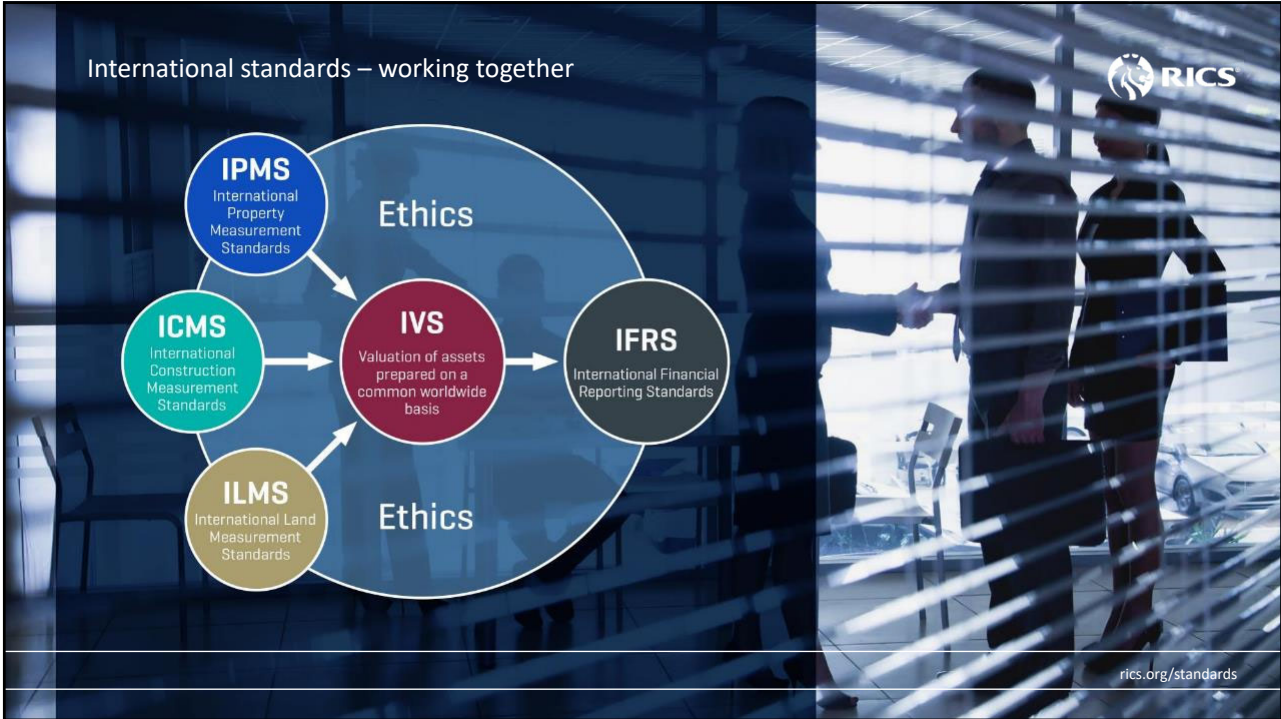 International standards – working together
RICS
IPMS
International
Property
Measurement
Standards
Ethics
ICMS
International
Construction
Measurement
Standards
IVS
Valuation of assets
prepared on a
common worldwide
basis
IFRS
International Financial
Reporting Standards
ILMS
International Land
Measurement
Standards
Ethics
rics.org/standards